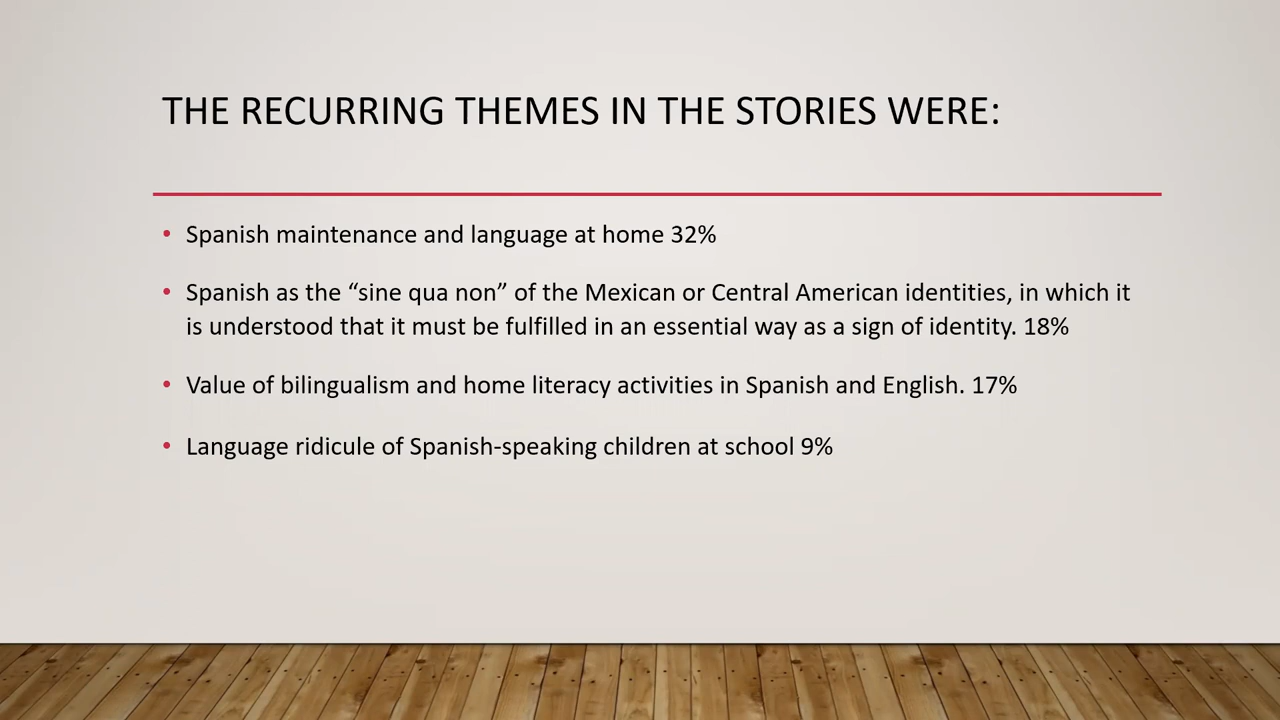 THE RECURRING THEMES IN THE STORIES WERE:
• Spanish maintenance and language at home 32%
• Spanish as the “sine qua non” of the Mexican or Central American identities, in which it
is understood that it must be fulfilled in an essential way as a sign of identity. 18%
• Value of bilingualism and home literacy activities in Spanish and English. 17%
• Language ridicule of Spanish-speaking children at school 9%